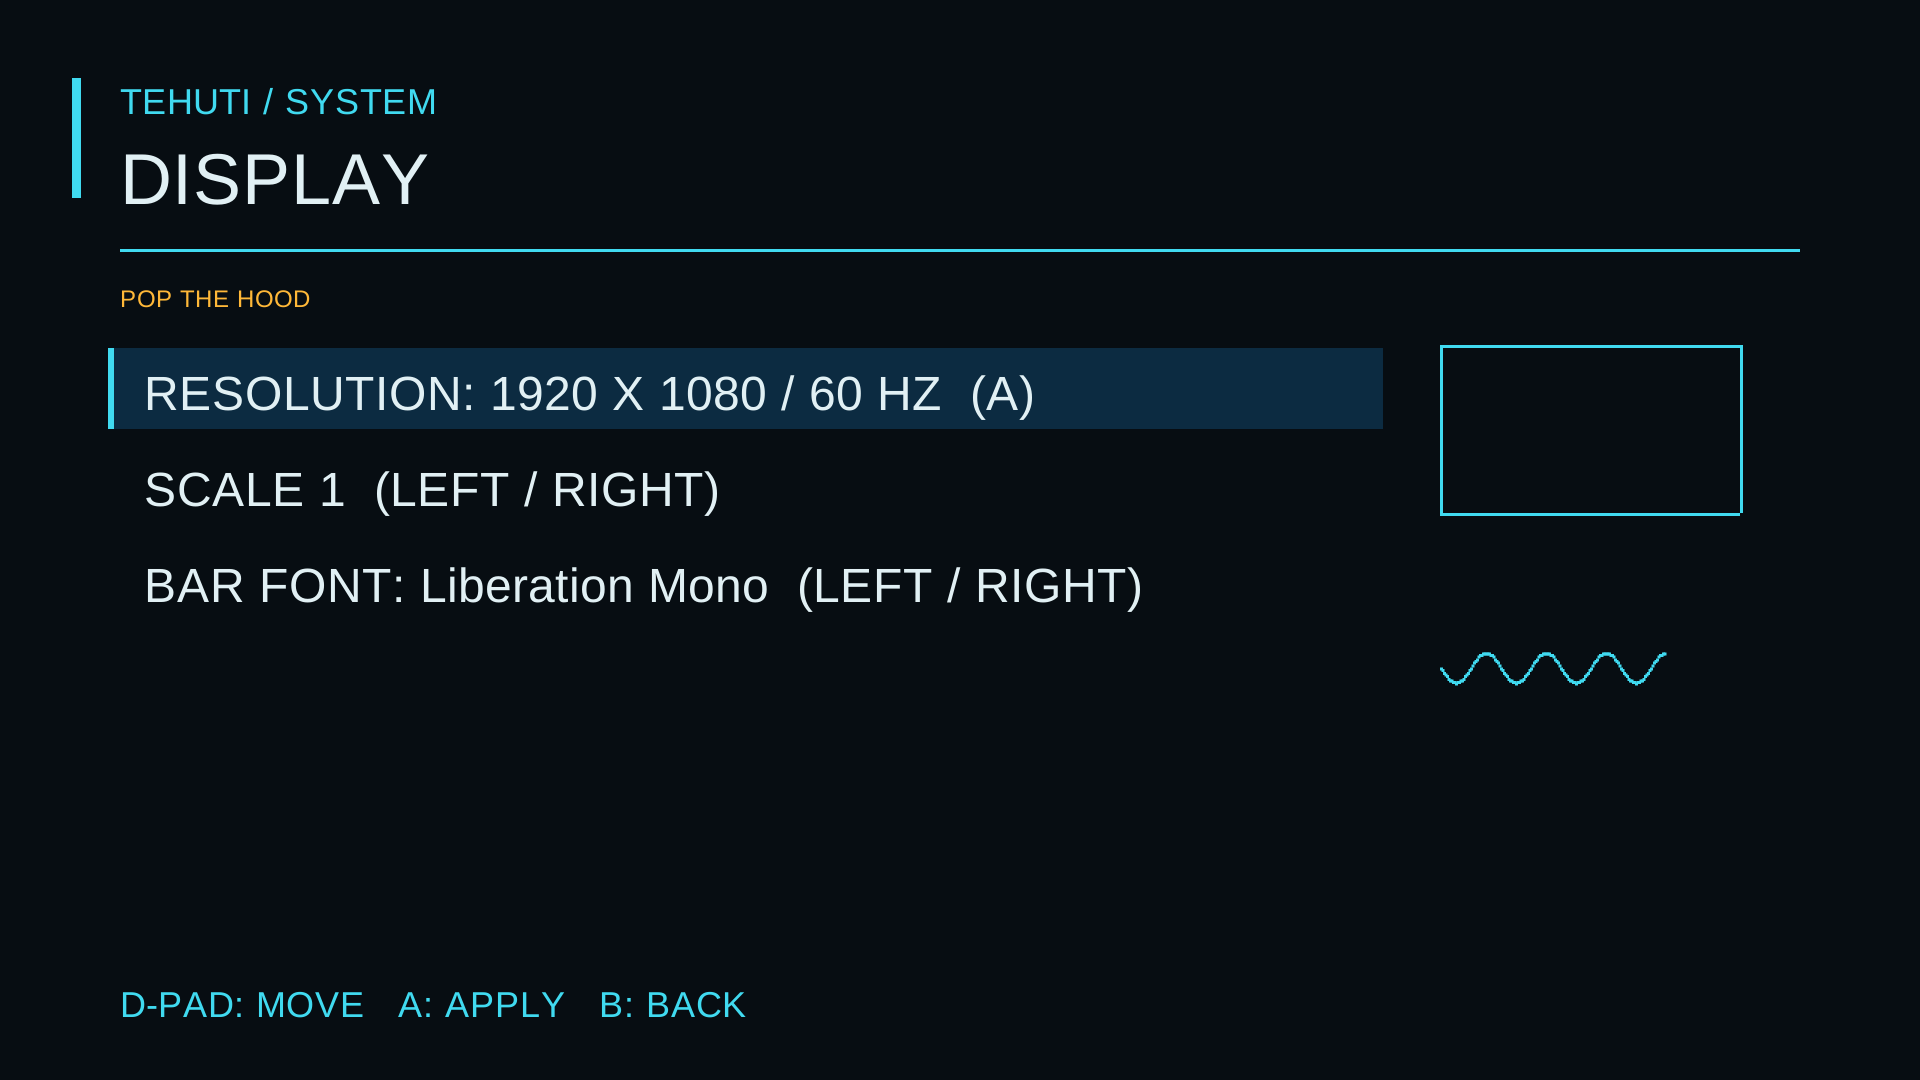 TEHUTI / SYSTEM
DISPLAY
POP THE HOOD
RESOLUTION: 1920 X 1080 / 60 HZ  (A)
SCALE 1  (LEFT / RIGHT)
BAR FONT: Liberation Mono  (LEFT / RIGHT)
D-PAD: MOVE   A: APPLY   B: BACK